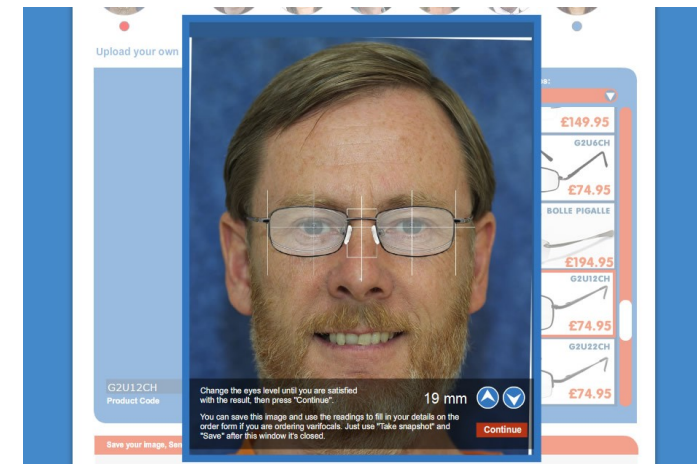 Upload your own
£149.95
G2U6CH
£74.95
BOLLE PIGALLE
£194.95
G2U12CH
£74.95
G2U22CH
£74.95
G2U12CH
Product Code
Change the eyes level until you are satisfied
with the result, then press "Continue".
19 mm
You can save this image and use the readings to fill in your details on the
order form if you are ordering varifocals. Just use "Take snapshot" and
"Save" after this window it's closed.
Continue
Save your image, Sen